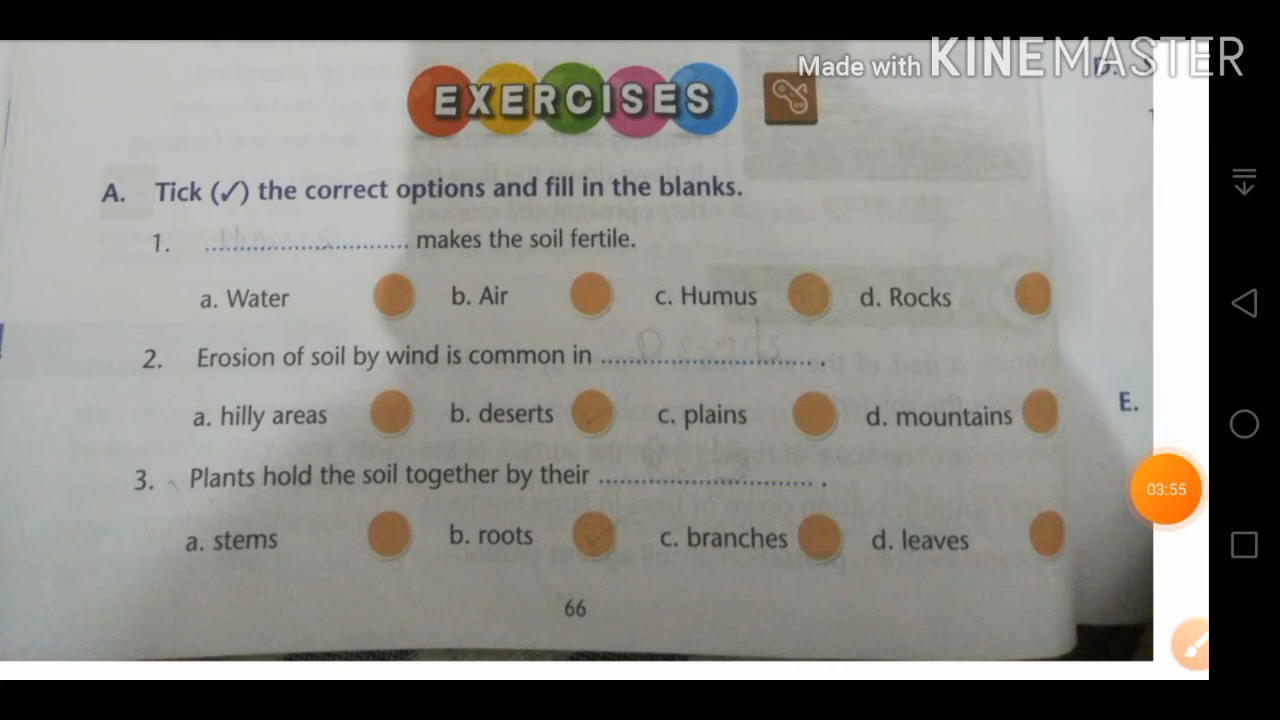 Made with KINEMASTER
EXERCISES
D.
A. Tick (✓) the correct options and fill in the blanks.
1. ........................ makes the soil fertile.
a. Water b. Air c. Humus d. Rocks
2. Erosion of soil by wind is common in ........................
a. hilly areas b. deserts c. plains d. mountains
E.
3. Plants hold the soil together by their ........................ .
03:55
a. stems b. roots c. branches d. leaves
66